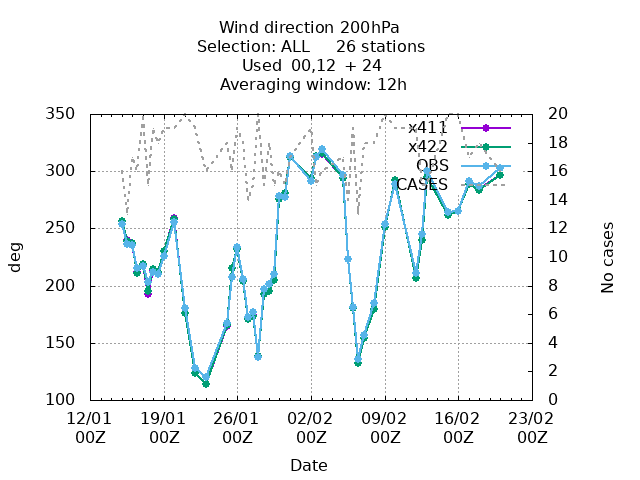 Wind direction 200hPa
Selection: ALL 26 stations
Used 00,12 + 24
Averaging window: 12h
350 20
x411 18
x422
300 OBS 16
CASES 14
250 12
deg 10 No cases
200 8
6
150 4
2
100 0
12/01 19/01 26/01 02/02 09/02 16/02 23/02
00Z 00Z 00Z 00Z 00Z 00Z 00Z
Date